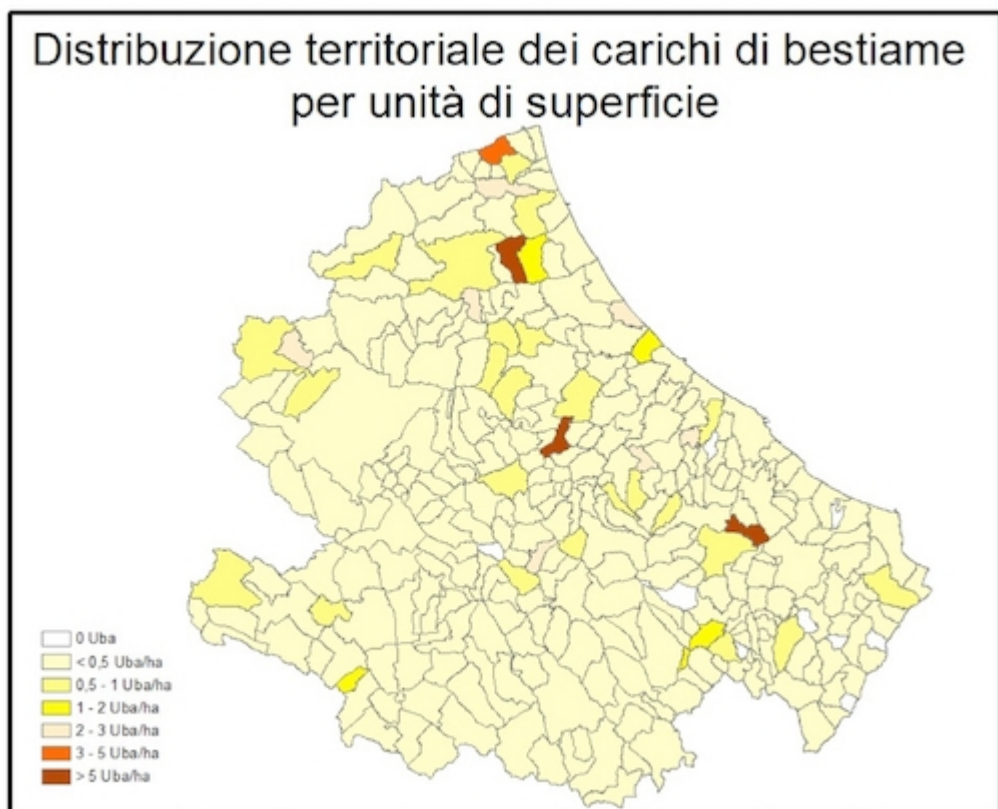 Distribuzione territoriale dei carichi di bestiame
per unità di superficie
0 Uba
< 0,5 Uba/ha
0,5 - 1 Uba/ha
1 - 2 Uba/ha
2 - 3 Uba/ha
3 - 5 Uba/ha
> 5 Uba/ha